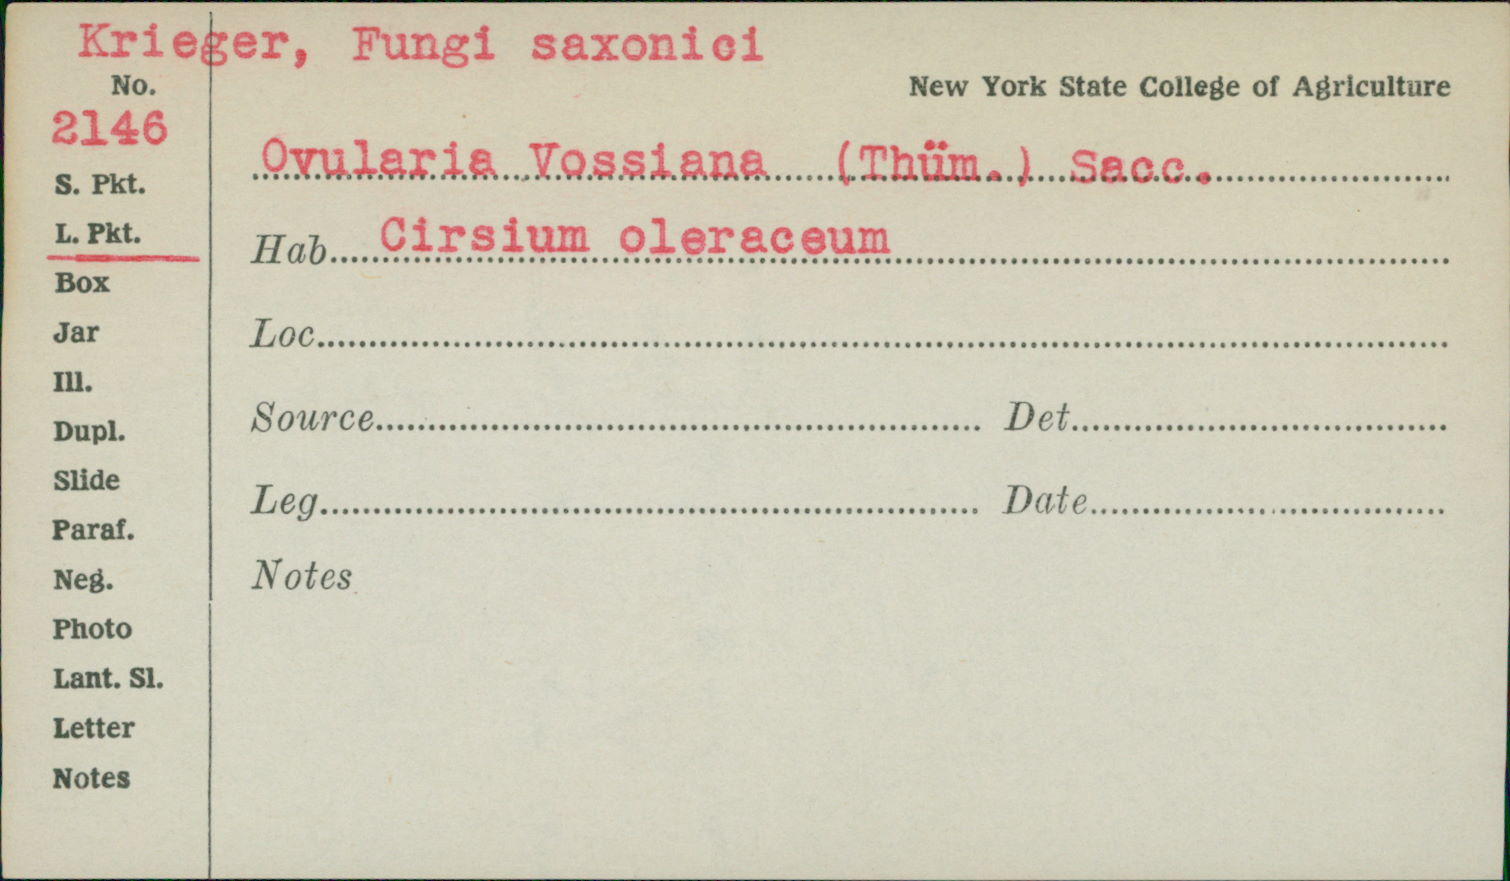 Krieger, Fungi saxonici
No.
New York State College of Agriculture
2146
Ovularia Vossiana (Thüm.) Sacc.
S. Pkt.
L. Pkt.
Hab. Cirsium oleraceum
Box
Jar
Loc.
Ill.
Dupl.
Source Det.
Slide
Leg. Date
Paraf.
Neg.
Notes
Photo
Lant. Sl.
Letter
Notes